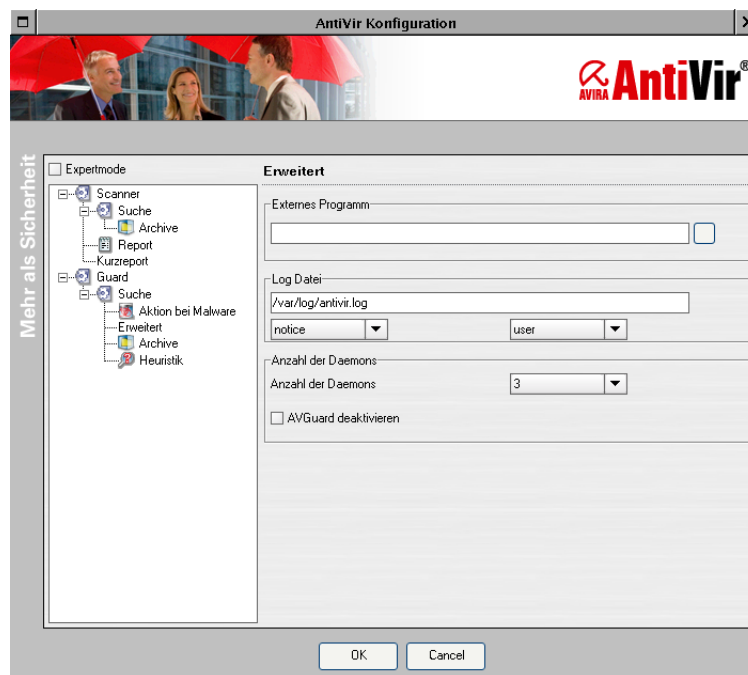 AntiVir Konfiguration
AVIRA AntiVir®
Mehr als Sicherheit
Expertmode
Scanner
Suche
Archive
Report
Kurzreport
Guard
Suche
Aktion bei Malware
Erweitert
Archive
Heuristik
Erweitert
Externes Programm
Log Datei
/var/log/antivir.log
notice
user
Anzahl der Daemons
Anzahl der Daemons
3
AVGuard deaktivieren
OK
Cancel